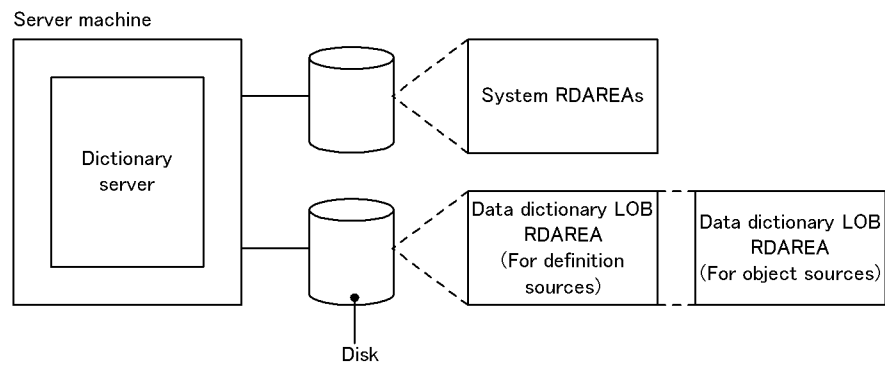 Server machine
System RDAREAs
Dictionary
server
Data dictionary LOB
RDAREA
(For definition
sources)
Data dictionary LOB
RDAREA
(For object sources)
Disk